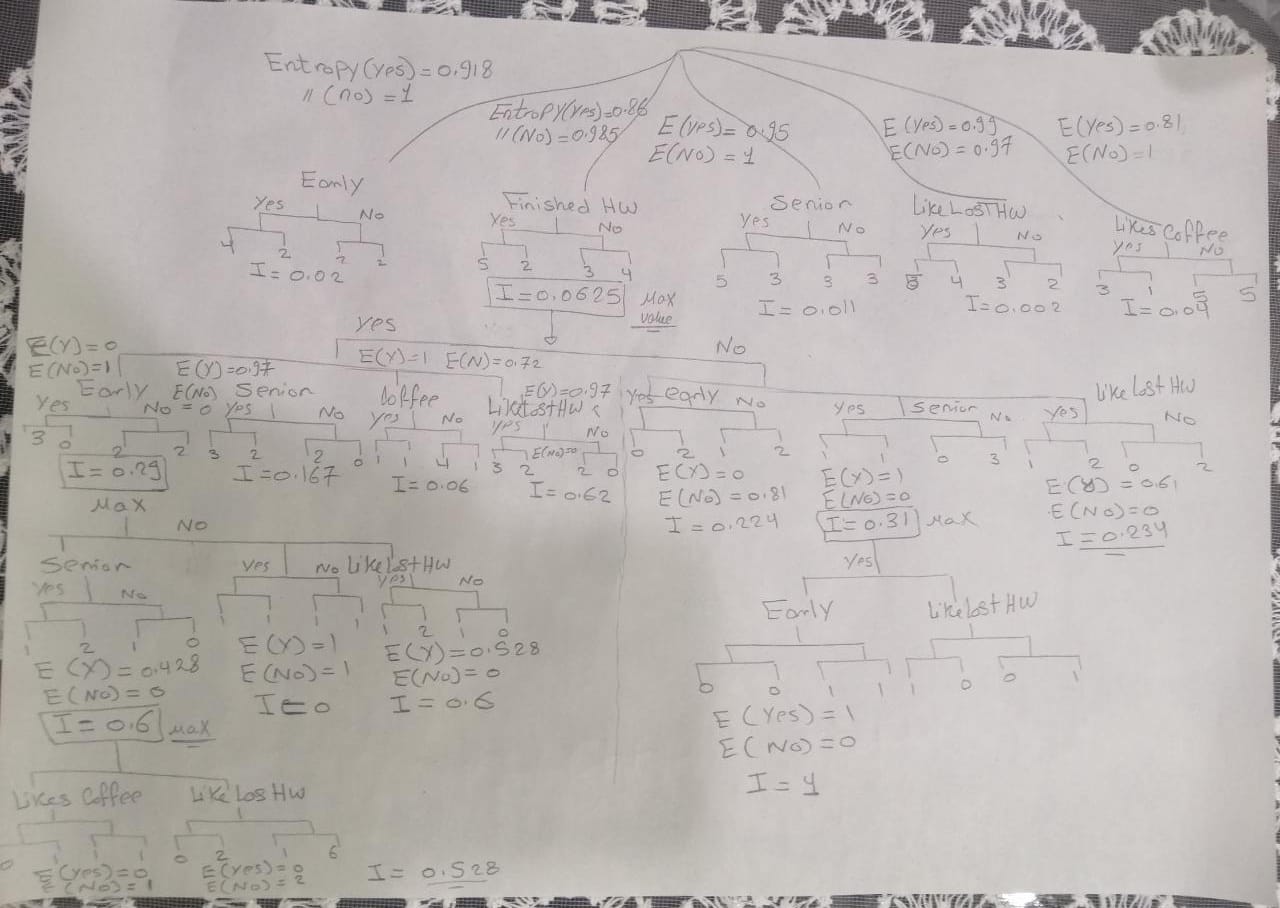 Entropy(yes) = 0.918
" (no) = 1
Entropy(yes)=0.86
"(No) = 0.985
E(yes) = 0.95
E(NO) = 1
E(yes) = 0.99
E(NO) = 0.97
E(yes) = 0.81
E(NO) = 1
Early
Yes No
4 2 2 2
I = 0.02
Finished HW
Yes No
5 2 3 4
I = 0.0625 Max value
Senior
Yes No
5 3 3 3
I = 0.011
Like Lost HW
Yes No
5 4 3 2
I = 0.002
Likes Coffee
Yes No
3 1 5 5
I = 0.04
yes No
E(Y) = 0
E(NO) = 1
Early
Yes No
3 0 2 2
I = 0.29
Max
E(Y) = 0.97
E(NO) = 0
Senior
Yes No
3 2 2 0
I = 0.167
E(Y) = 1 E(N) = 0.72
Coffee
yes No
1 1 4 1
I = 0.06
E(Y) = 0.97
Like Lost HW
yes No
E(NO)=0
3 2 2 0
I = 0.62
Yes early No
0 2 1 2
E(Y) = 0
E(NO) = 0.81
I = 0.224
Yes Senior No
1 1 0 3
E(Y) = 1
E(NO) = 0
I = 0.31 Max
Like Lost HW
Yes No
1 2 0 2
E(Y) = 0.61
E(NO) = 0
I = 0.234
NO
Senior
Yes No
1 2 1 0
E(Y) = 0.428
E(NO) = 0
I = 0.6 Max
Yes No
1 1 1 1
E(Y) = 1
E(NO) = 1
I = 0
Like Lost HW
Yes No
1 2 1 0
E(Y) = 0.528
E(NO) = 0
I = 0.6
Yes
Early
0 0 1 1
E(Yes) = 1
E(NO) = 0
I = 1
Like Lost HW
1 0 0 1
Likes Coffee
0 1 1 1
E(yes) = 0
E(NO) = 1
Like Los HW
0 2 1 6
E(yes) = 0
E(NO) = 2
I = 0.528